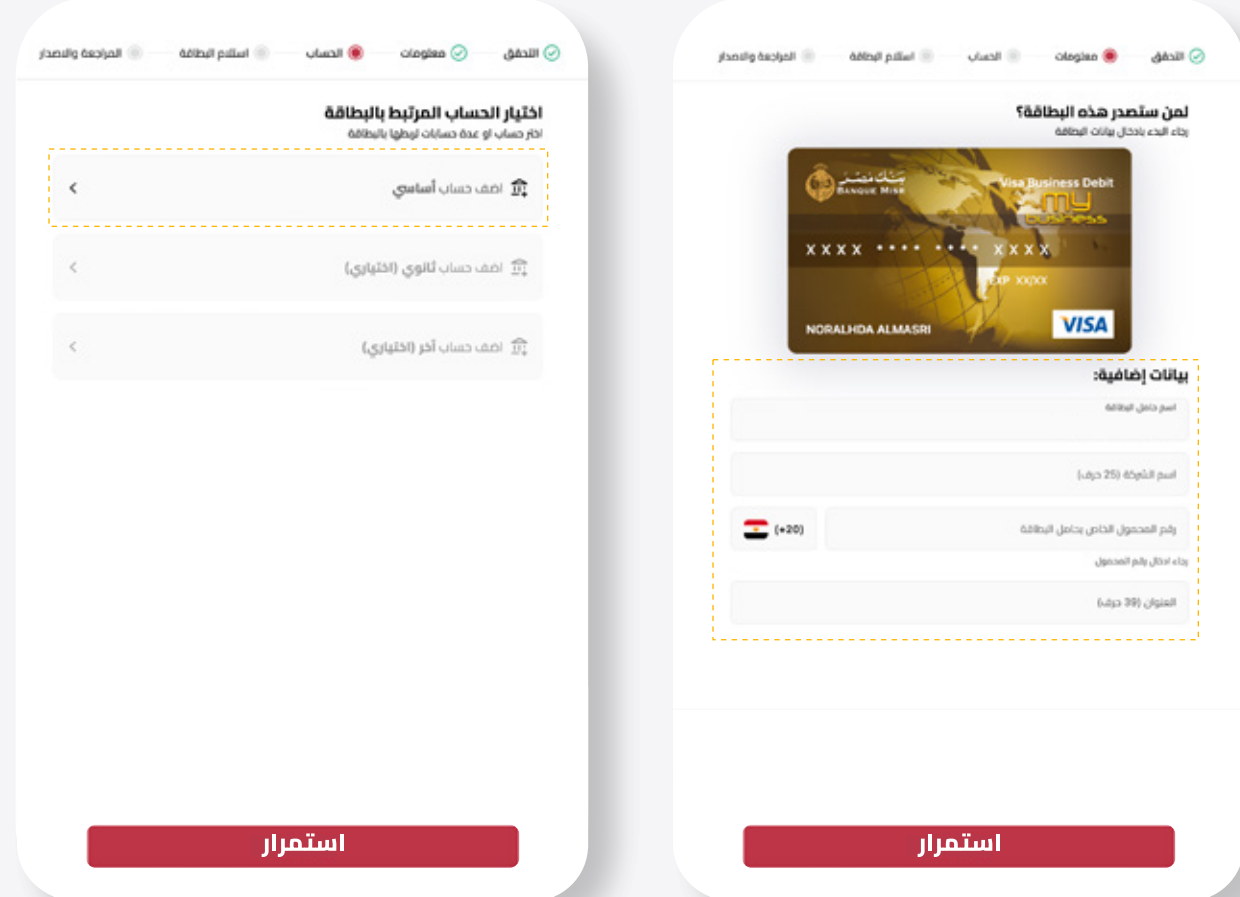 التحقق
معلومات
الحساب
استلام البطاقة
المراجعة والاصدار
لمن ستصدر هذه البطاقة؟
رجاء البدء بادخال بيانات البطاقة
بنك مصر
BANQUE MISR
Visa Business Debit
my
business
XXXX **** **** XXXX
EXP XX/XX
NORALHDA ALMASRI
VISA
بيانات إضافية:
اسم حامل البطاقة
اسم الشركة (25 حرف)
رقم المحمول الخاص بحامل البطاقة
(+20)
رجاء ادخال رقم المحمول
العنوان (39 حرف)
استمرار
التحقق
معلومات
الحساب
استلام البطاقة
المراجعة والاصدار
اختيار الحساب المرتبط بالبطاقة
اختر حساب او عدة حسابات لربطها بالبطاقة
اضف حساب أساسي
اضف حساب ثانوي (اختياري)
اضف حساب آخر (اختياري)
استمرار